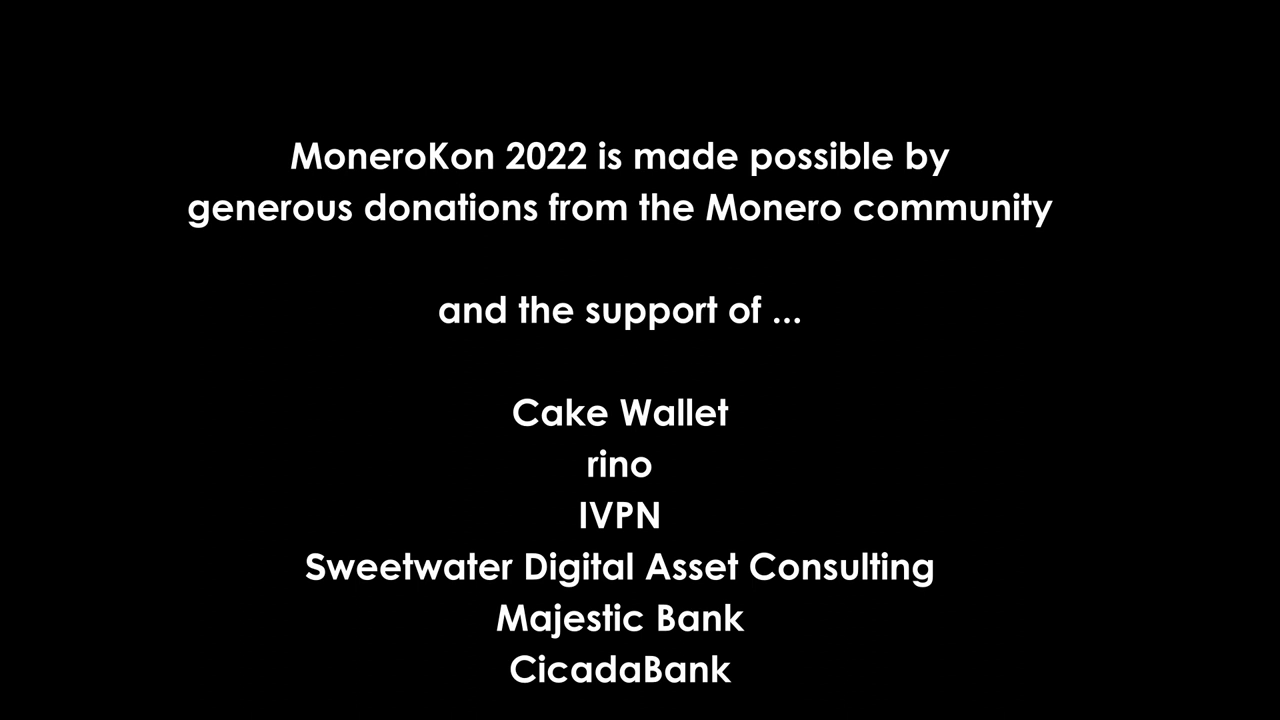 MoneroKon 2022 is made possible by
generous donations from the Monero community
and the support of ...
Cake Wallet
rino
IVPN
Sweetwater Digital Asset Consulting
Majestic Bank
CicadaBank